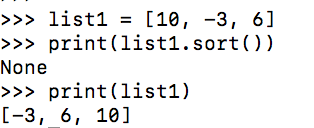 >>> list1 = [10, -3, 6]
>>> print(list1.sort())
None
>>> print(list1)
[-3, 6, 10]